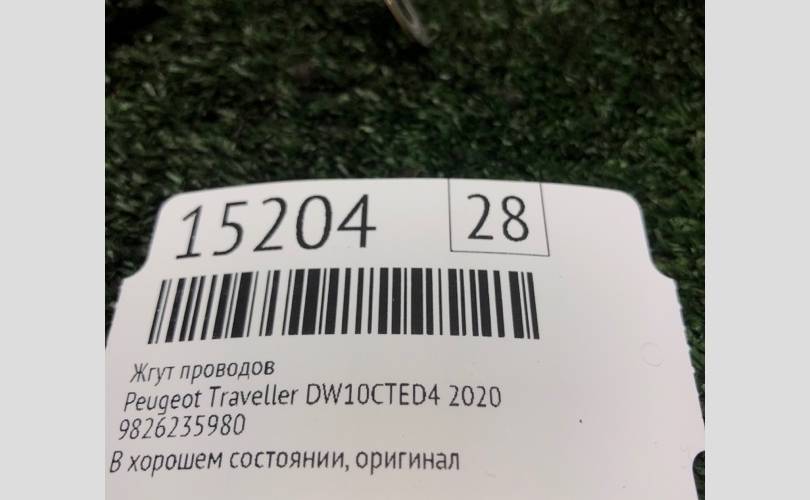 15204 28
Жгут проводов
Peugeot Traveller DW10CTED4 2020
9826235980
В хорошем состоянии, оригинал